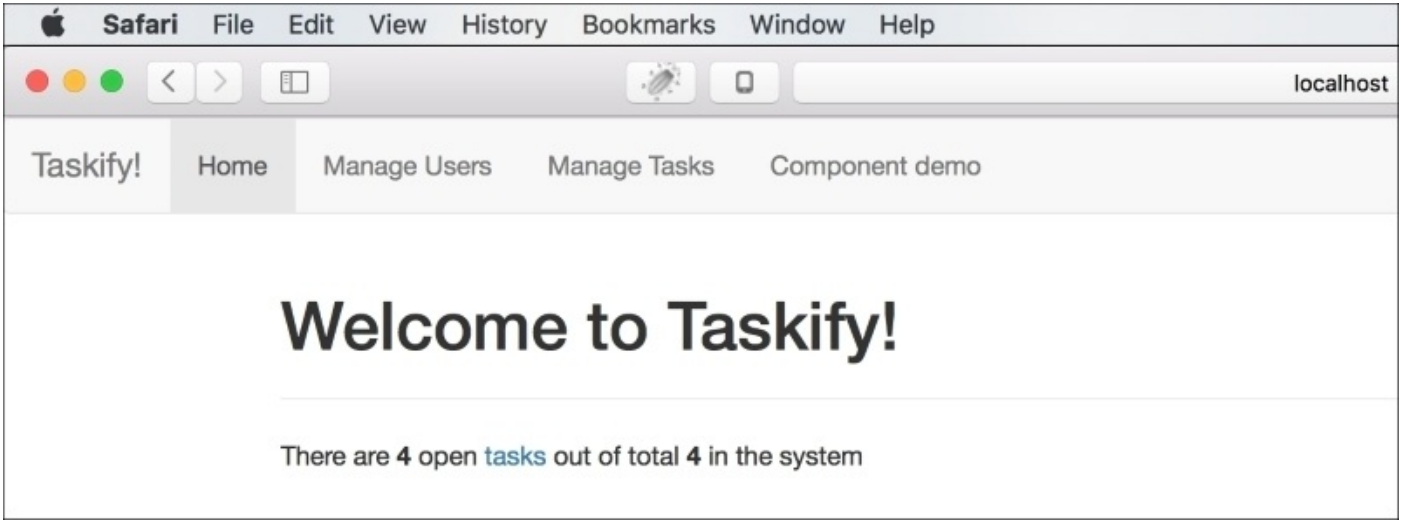 Safari File Edit View History Bookmarks Window Help
localhost
Taskify! Home Manage Users Manage Tasks Component demo
Welcome to Taskify!
There are 4 open tasks out of total 4 in the system